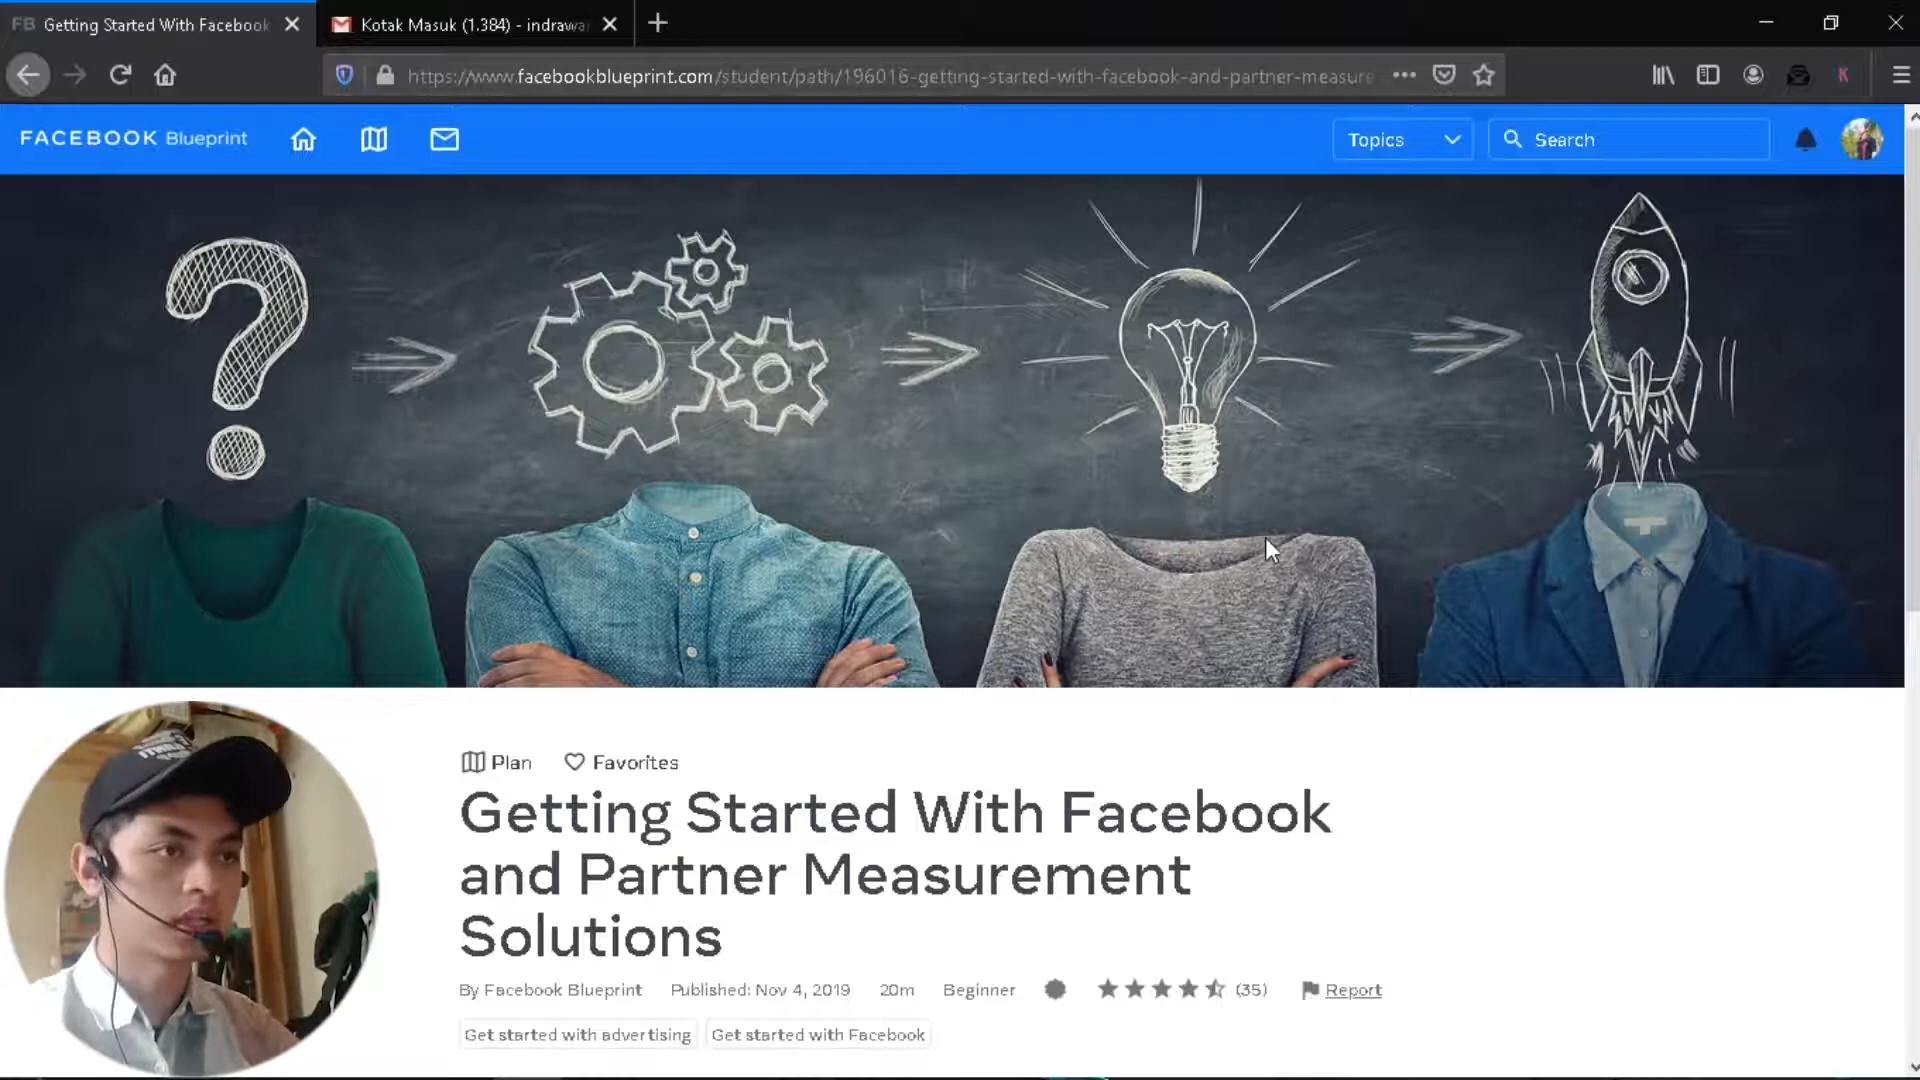 FB Getting Started With Facebook
Kotak Masuk (1.384) - indrawa
https://www.facebookblueprint.com/student/path/196016-getting-started-with-facebook-and-partner-measure
K
FACEBOOK Blueprint
Topics
Search
Plan
Favorites
Getting Started With Facebook
and Partner Measurement
Solutions
By Facebook Blueprint Published: Nov 4, 2019 20m Beginner (35) Report
Get started with advertising Get started with Facebook